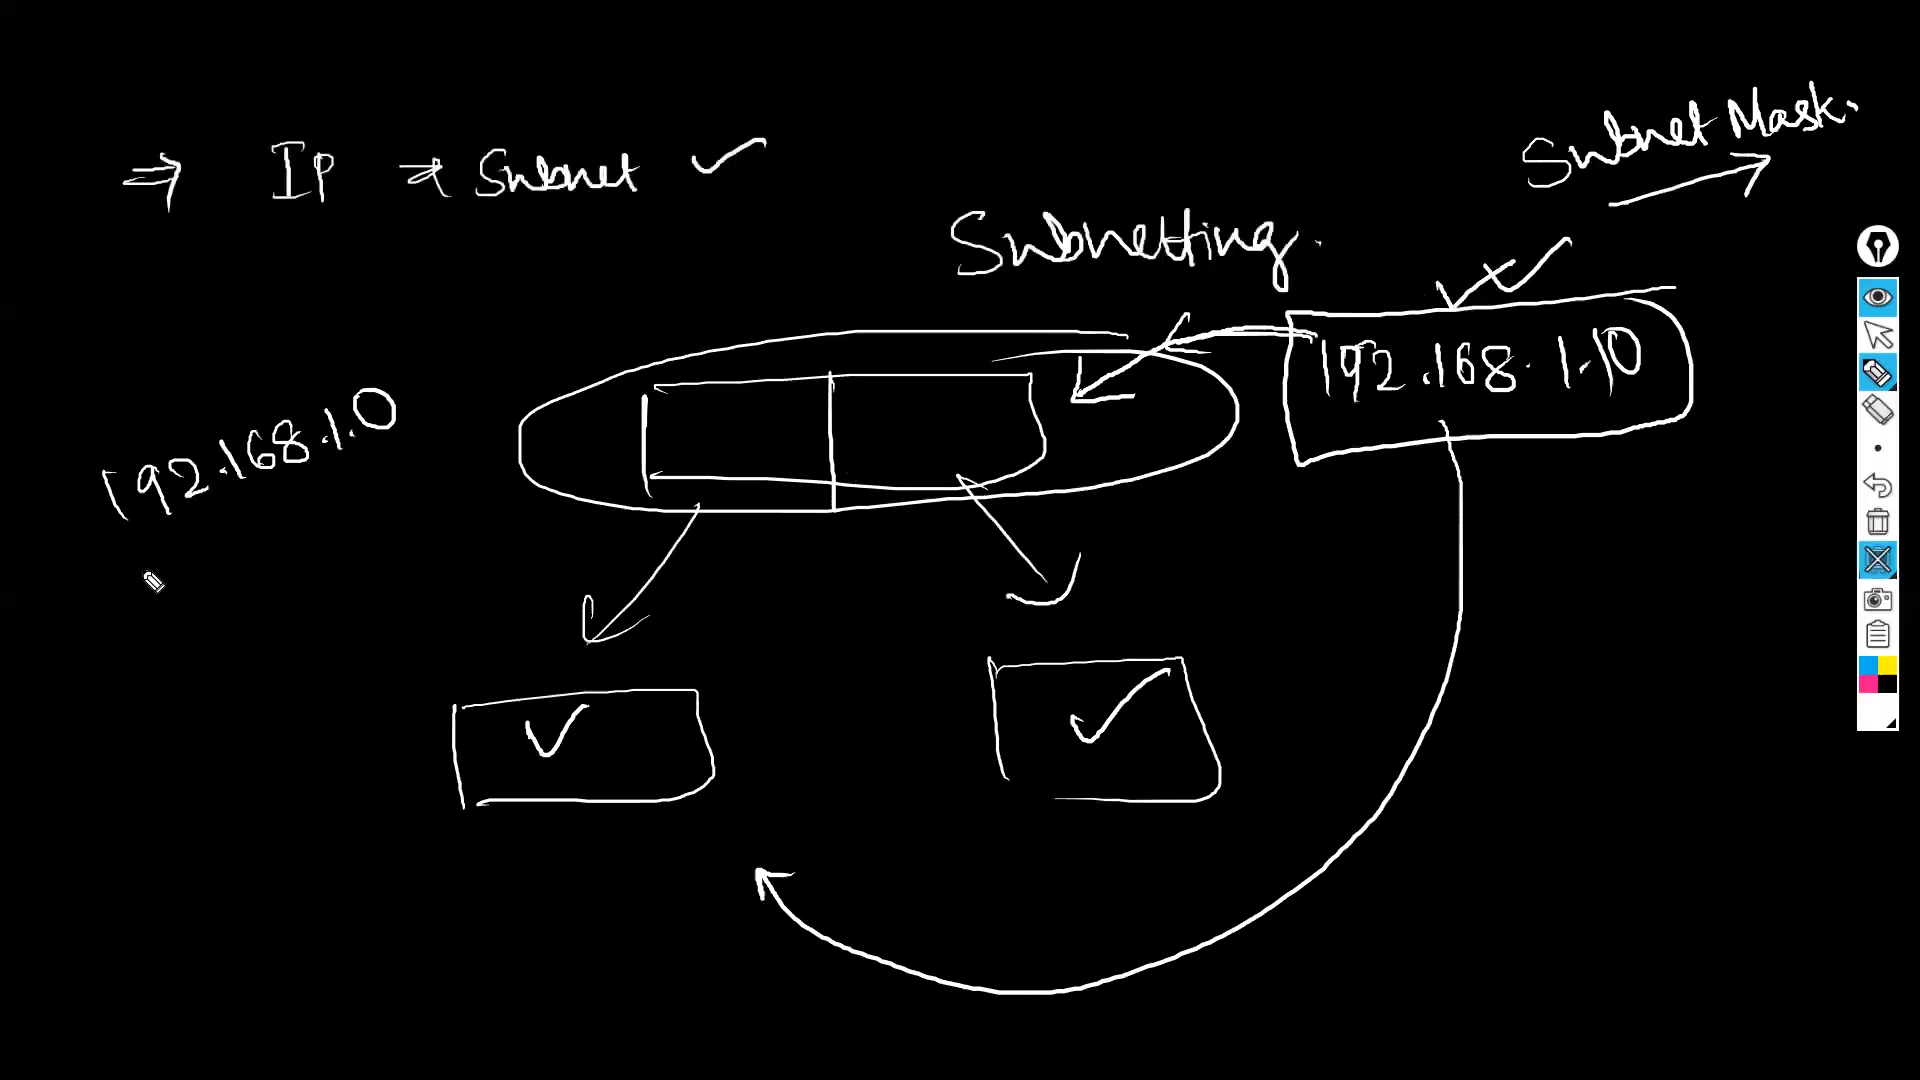 ⇒ IP ⇒ Subnet ✓
Subnet Mask.
Subnetting.
192.168.1.10
192.168.1.0